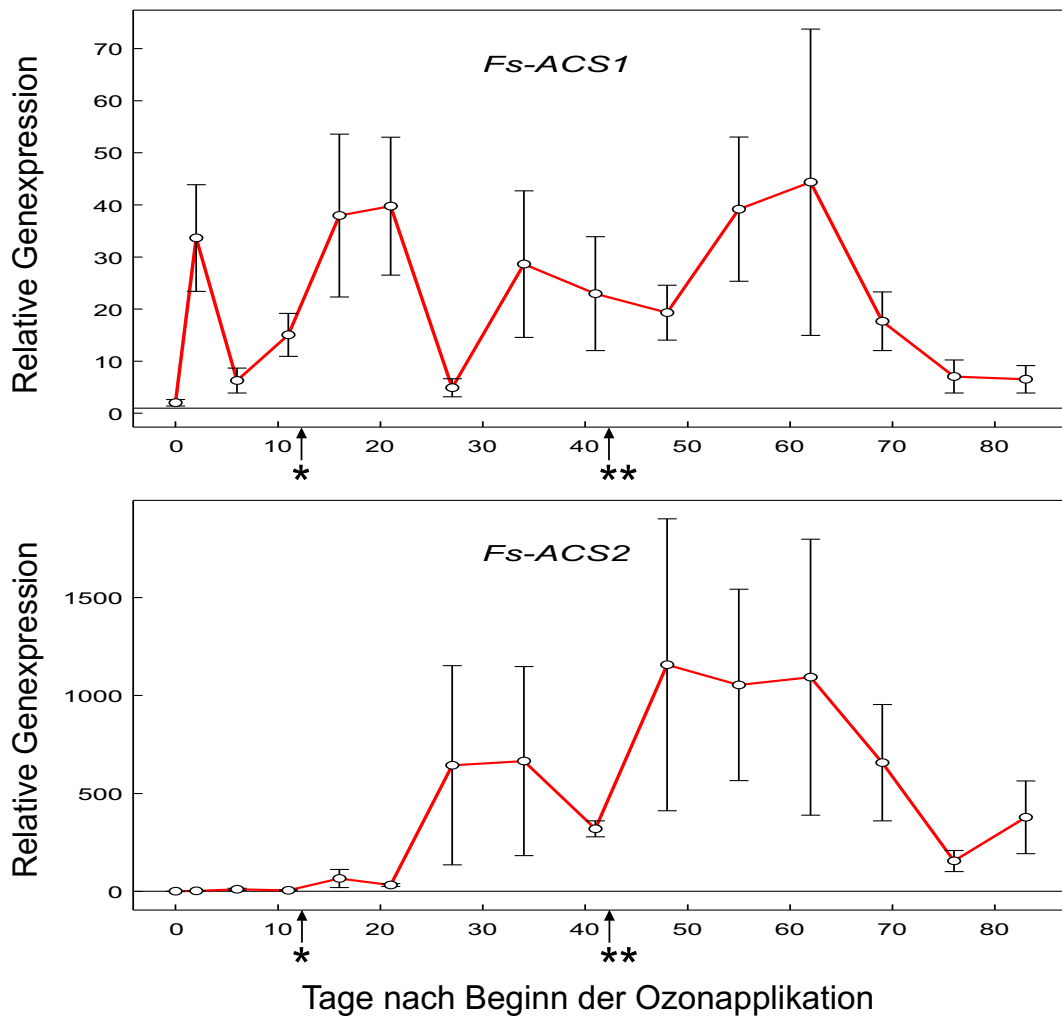 Relative Genexpression
Fs-ACS1
70
60
50
40
30
20
10
0
0 10 20 30 40 50 60 70 80
* **
Relative Genexpression
Fs-ACS2
1500
1000
500
0
0 10 20 30 40 50 60 70 80
* **
Tage nach Beginn der Ozonapplikation